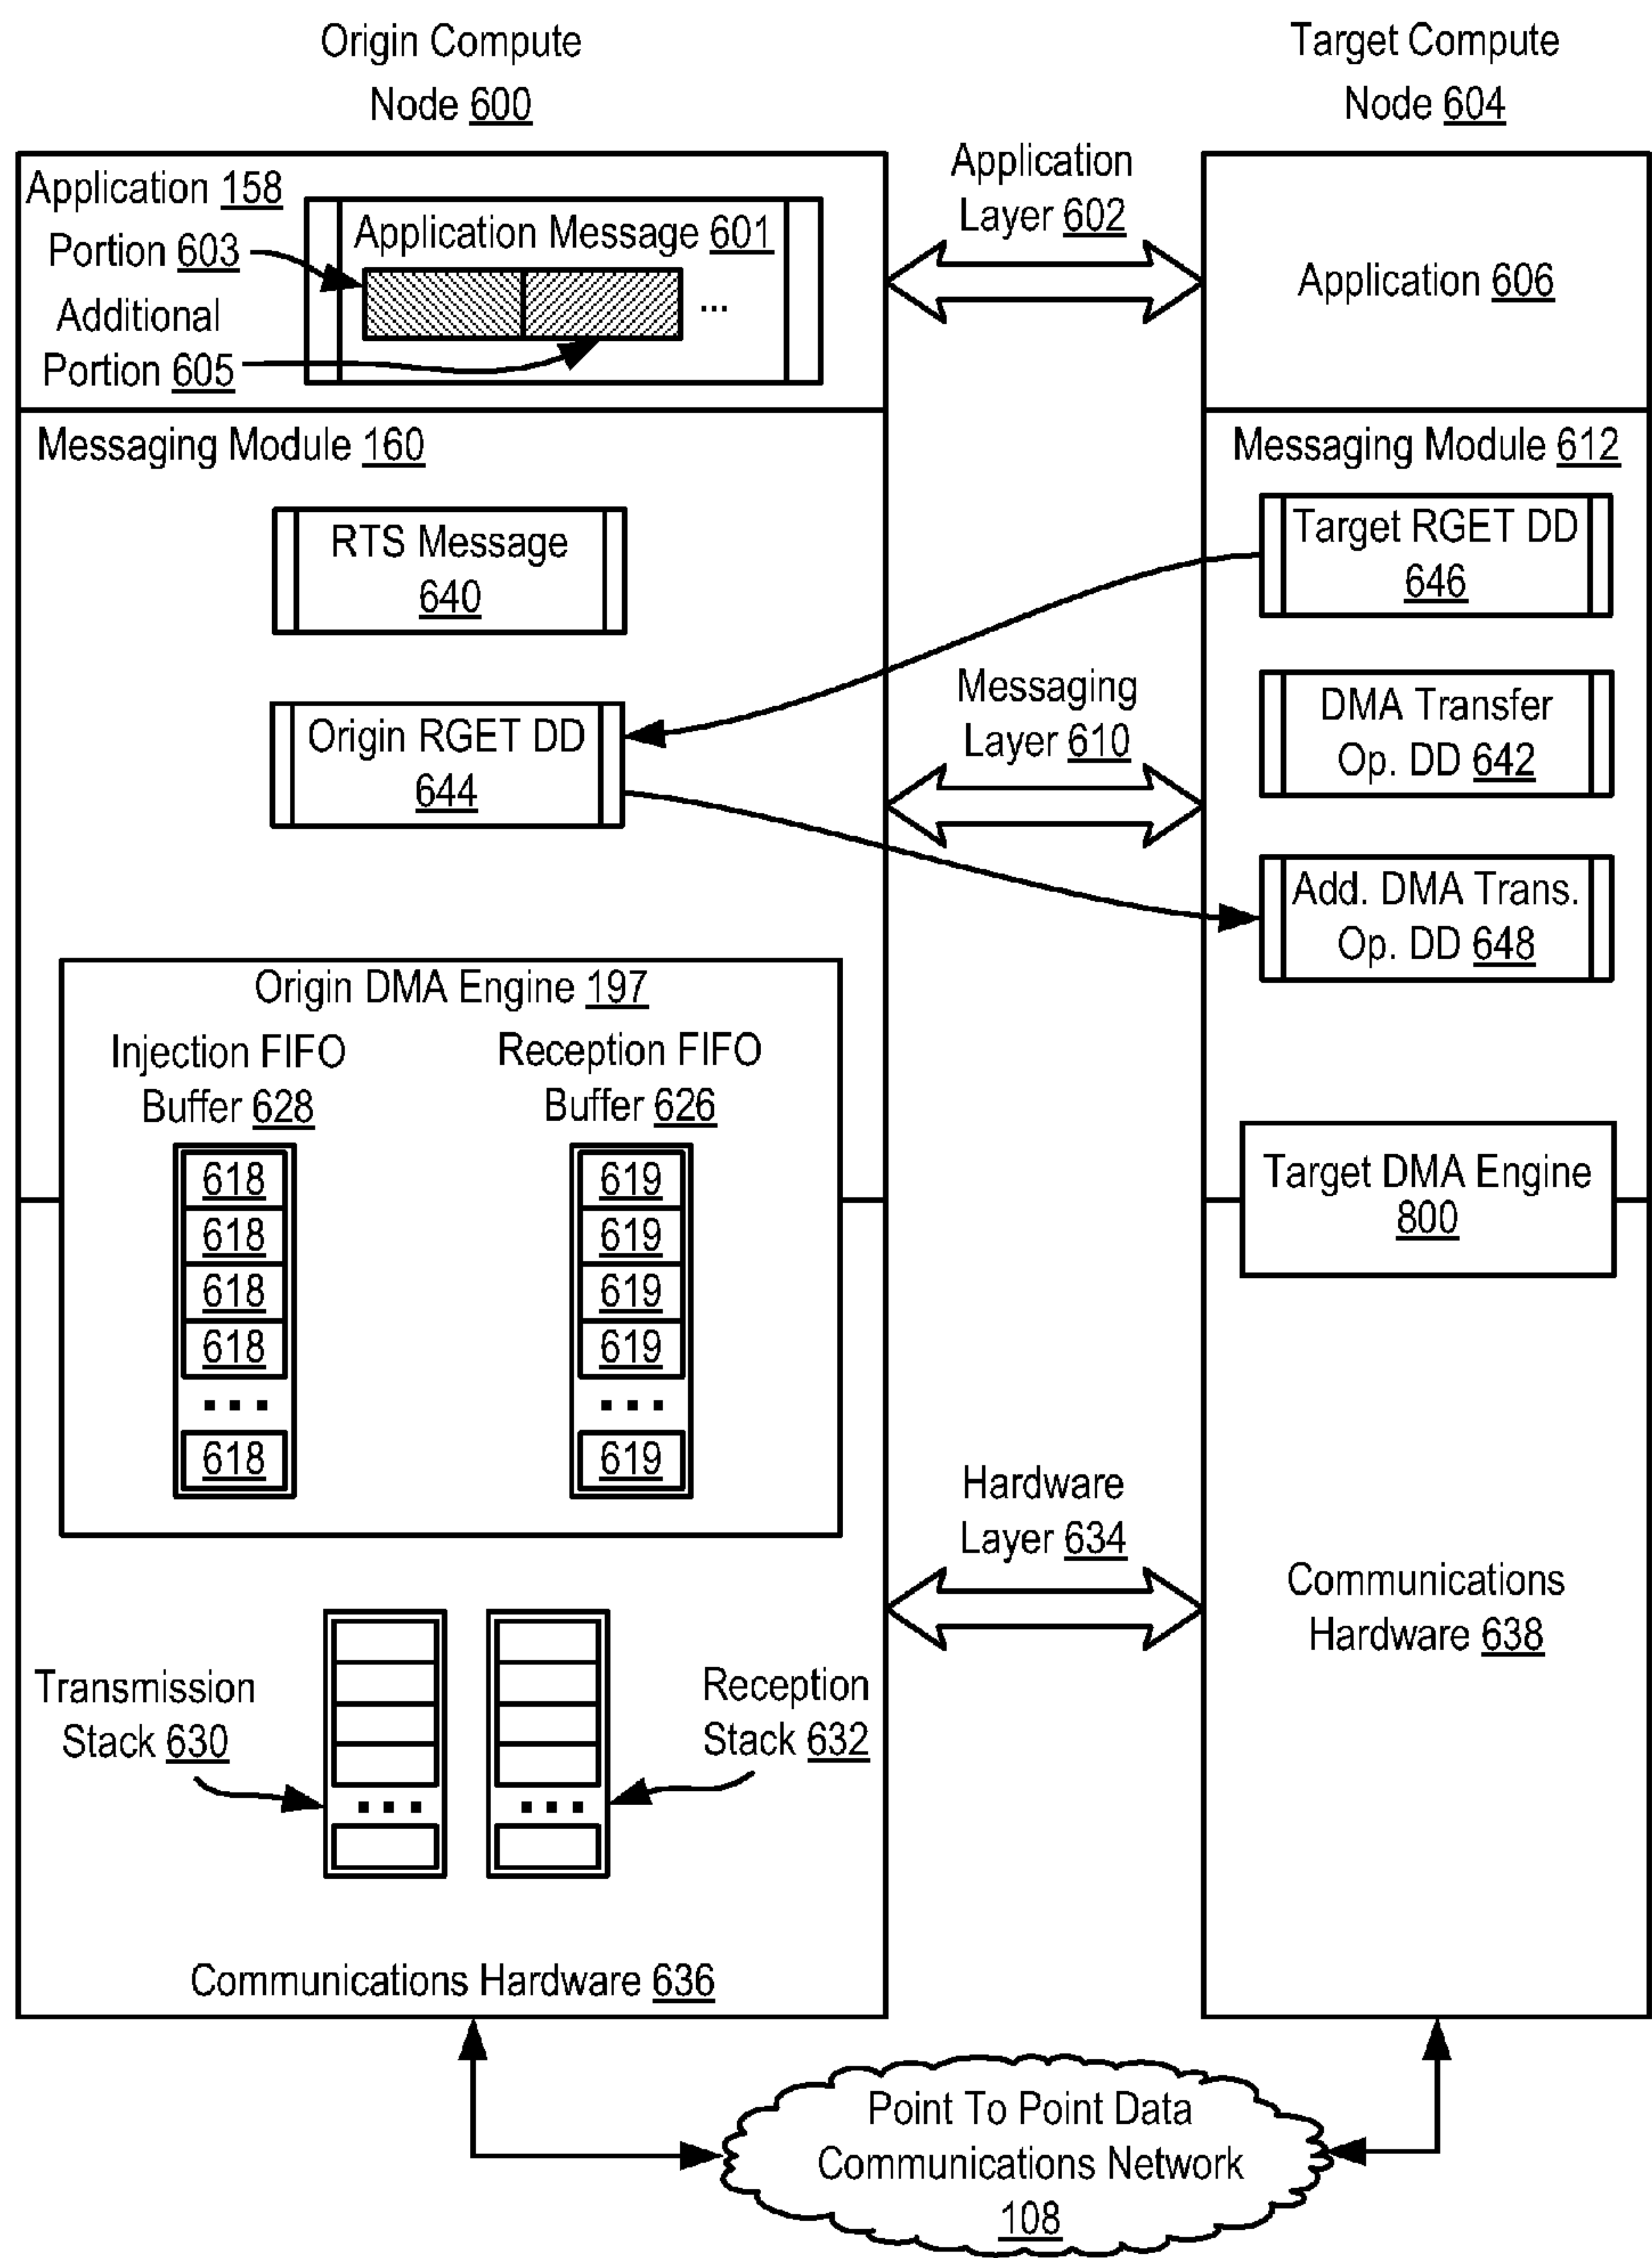 Origin Compute
Node 600
Target Compute
Node 604
Application 158
Portion 603
Additional
Portion 605
Application Message 601
...
Application
Layer 602
Application 606
Messaging Module 160
RTS Message
640
Origin RGET DD
644
Messaging
Layer 610
Messaging Module 612
Target RGET DD
646
DMA Transfer
Op. DD 642
Add. DMA Trans.
Op. DD 648
Origin DMA Engine 197
Injection FIFO
Buffer 628
618
618
618
618
...
618
Reception FIFO
Buffer 626
619
619
619
619
...
619
Target DMA Engine
800
Hardware
Layer 634
Communications
Hardware 638
Transmission
Stack 630
...
Reception
Stack 632
...
Communications Hardware 636
Point To Point Data
Communications Network
108